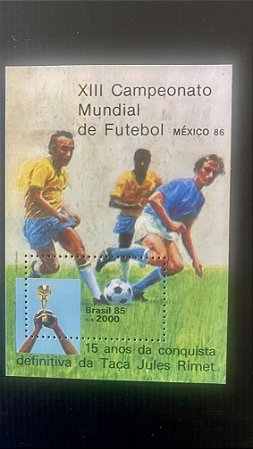 XIII Campeonato
Mundial
de Futebol MÉXICO 86
Brasil 85
2000
15 anos da conquista
definitiva da Taça Jules Rimet